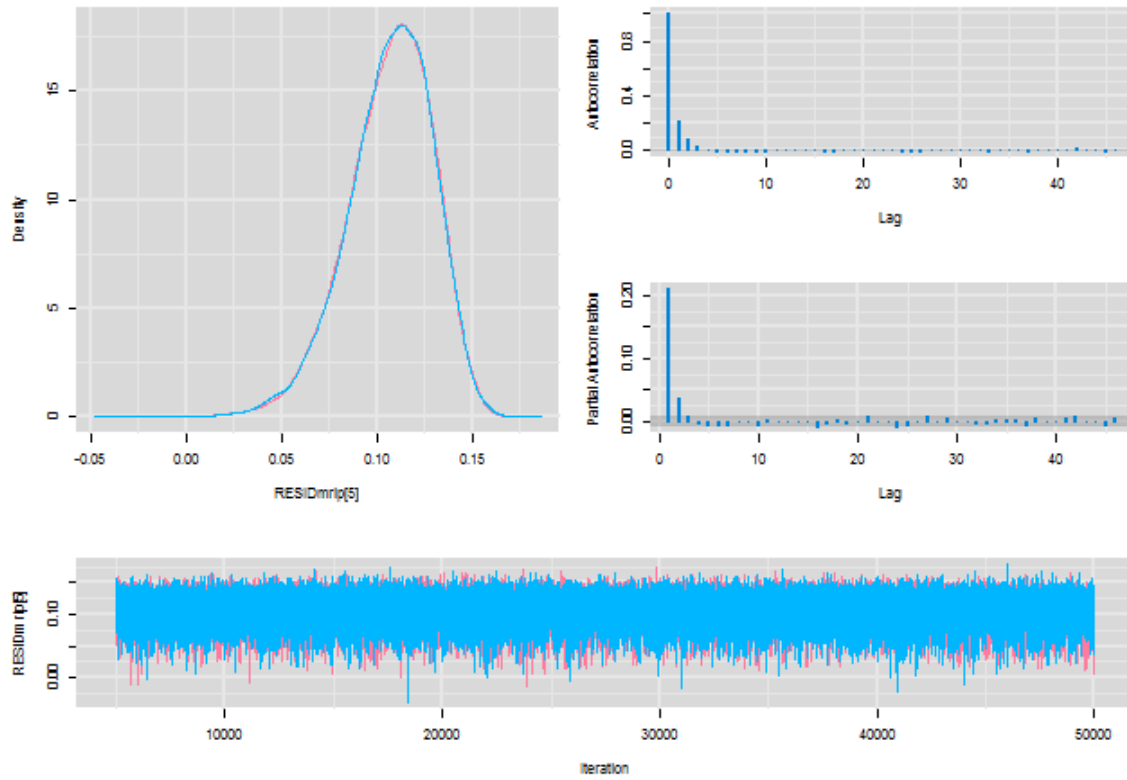 Density
15
10
5
0
-0.05 0.00 0.05 0.10 0.15
RESIDmrip[5]
Autocorrelation
0.8
0.4
0.0
0 10 20 30 40
Lag
Partial Autocorrelation
0.20
0.10
0.00
0 10 20 30 40
Lag
RESIDmrip[5]
0.10
0.00
10000 20000 30000 40000 50000
Iteration